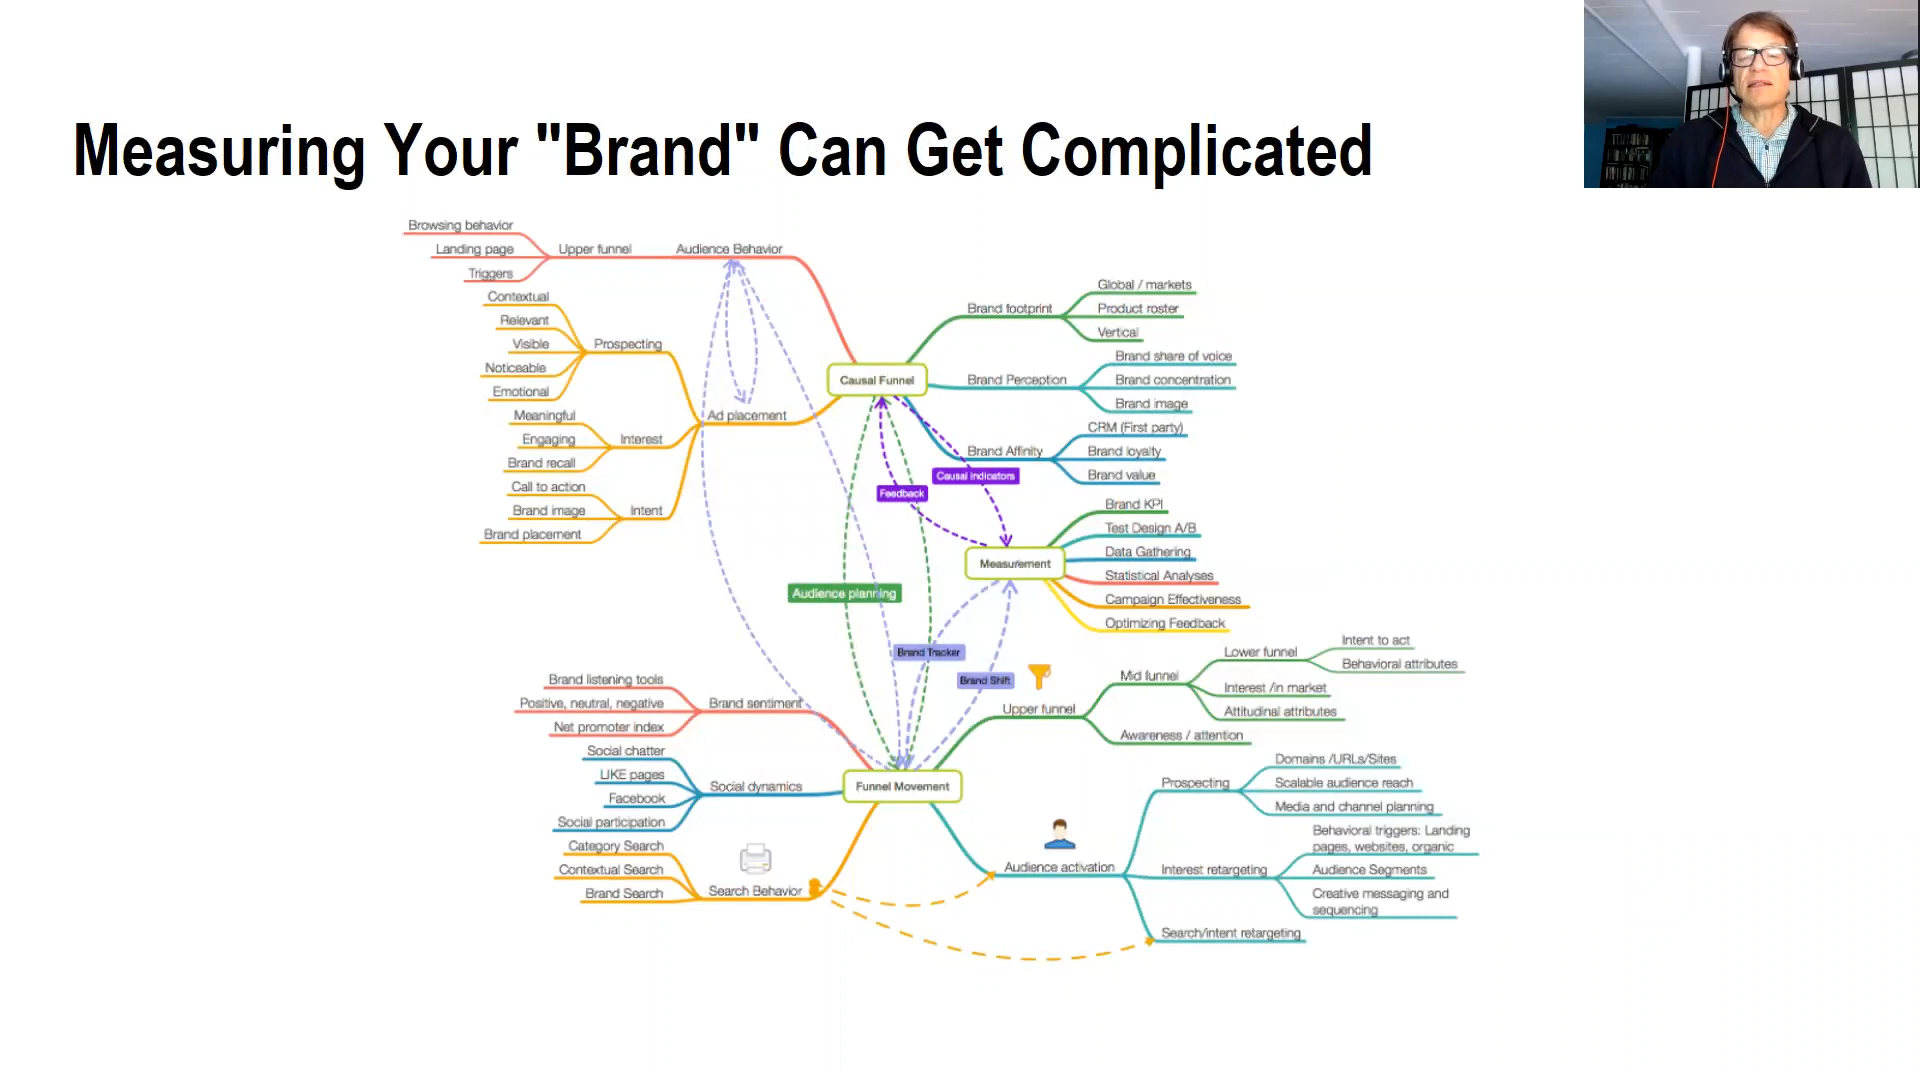 Measuring Your "Brand" Can Get Complicated
Browsing behavior
Landing page
Triggers
Upper funnel
Audience Behavior
Contextual
Relevant
Visible
Noticeable
Emotional
Prospecting
Meaningful
Engaging
Brand recall
Interest
Call to action
Brand image
Brand placement
Intent
Ad placement
Causal Funnel
Brand footprint
Global / markets
Product roster
Vertical
Brand Perception
Brand share of voice
Brand concentration
Brand image
Brand Affinity
CRM (First party)
Brand loyalty
Brand value
Causal indicators
Feedback
Measurement
Brand KPI
Test Design A/B
Data Gathering
Statistical Analyses
Campaign Effectiveness
Optimizing Feedback
Audience planning
Brand Tracker
Brand Shift
Brand listening tools
Positive, neutral, negative
Net promoter index
Brand sentiment
Social chatter
LIKE pages
Facebook
Social participation
Social dynamics
Category Search
Contextual Search
Brand Search
Search Behavior
Funnel Movement
Upper funnel
Mid funnel
Lower funnel
Intent to act
Behavioral attributes
Interest /in market
Attitudinal attributes
Awareness / attention
Audience activation
Prospecting
Domains /URLs/Sites
Scalable audience reach
Media and channel planning
Interest retargeting
Behavioral triggers: Landing
pages, websites, organic
Audience Segments
Creative messaging and
sequencing
Search/intent retargeting